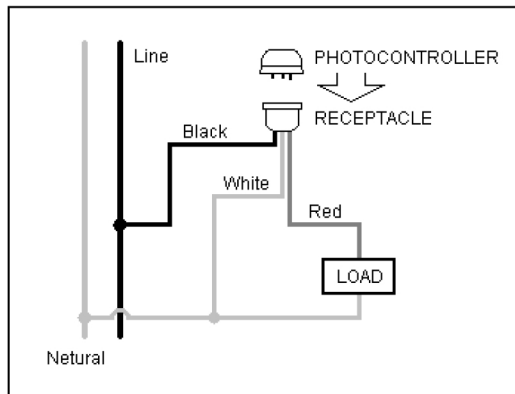 Line
PHOTOCONTROLLER
RECEPTACLE
Black
White
Red
LOAD
Netural